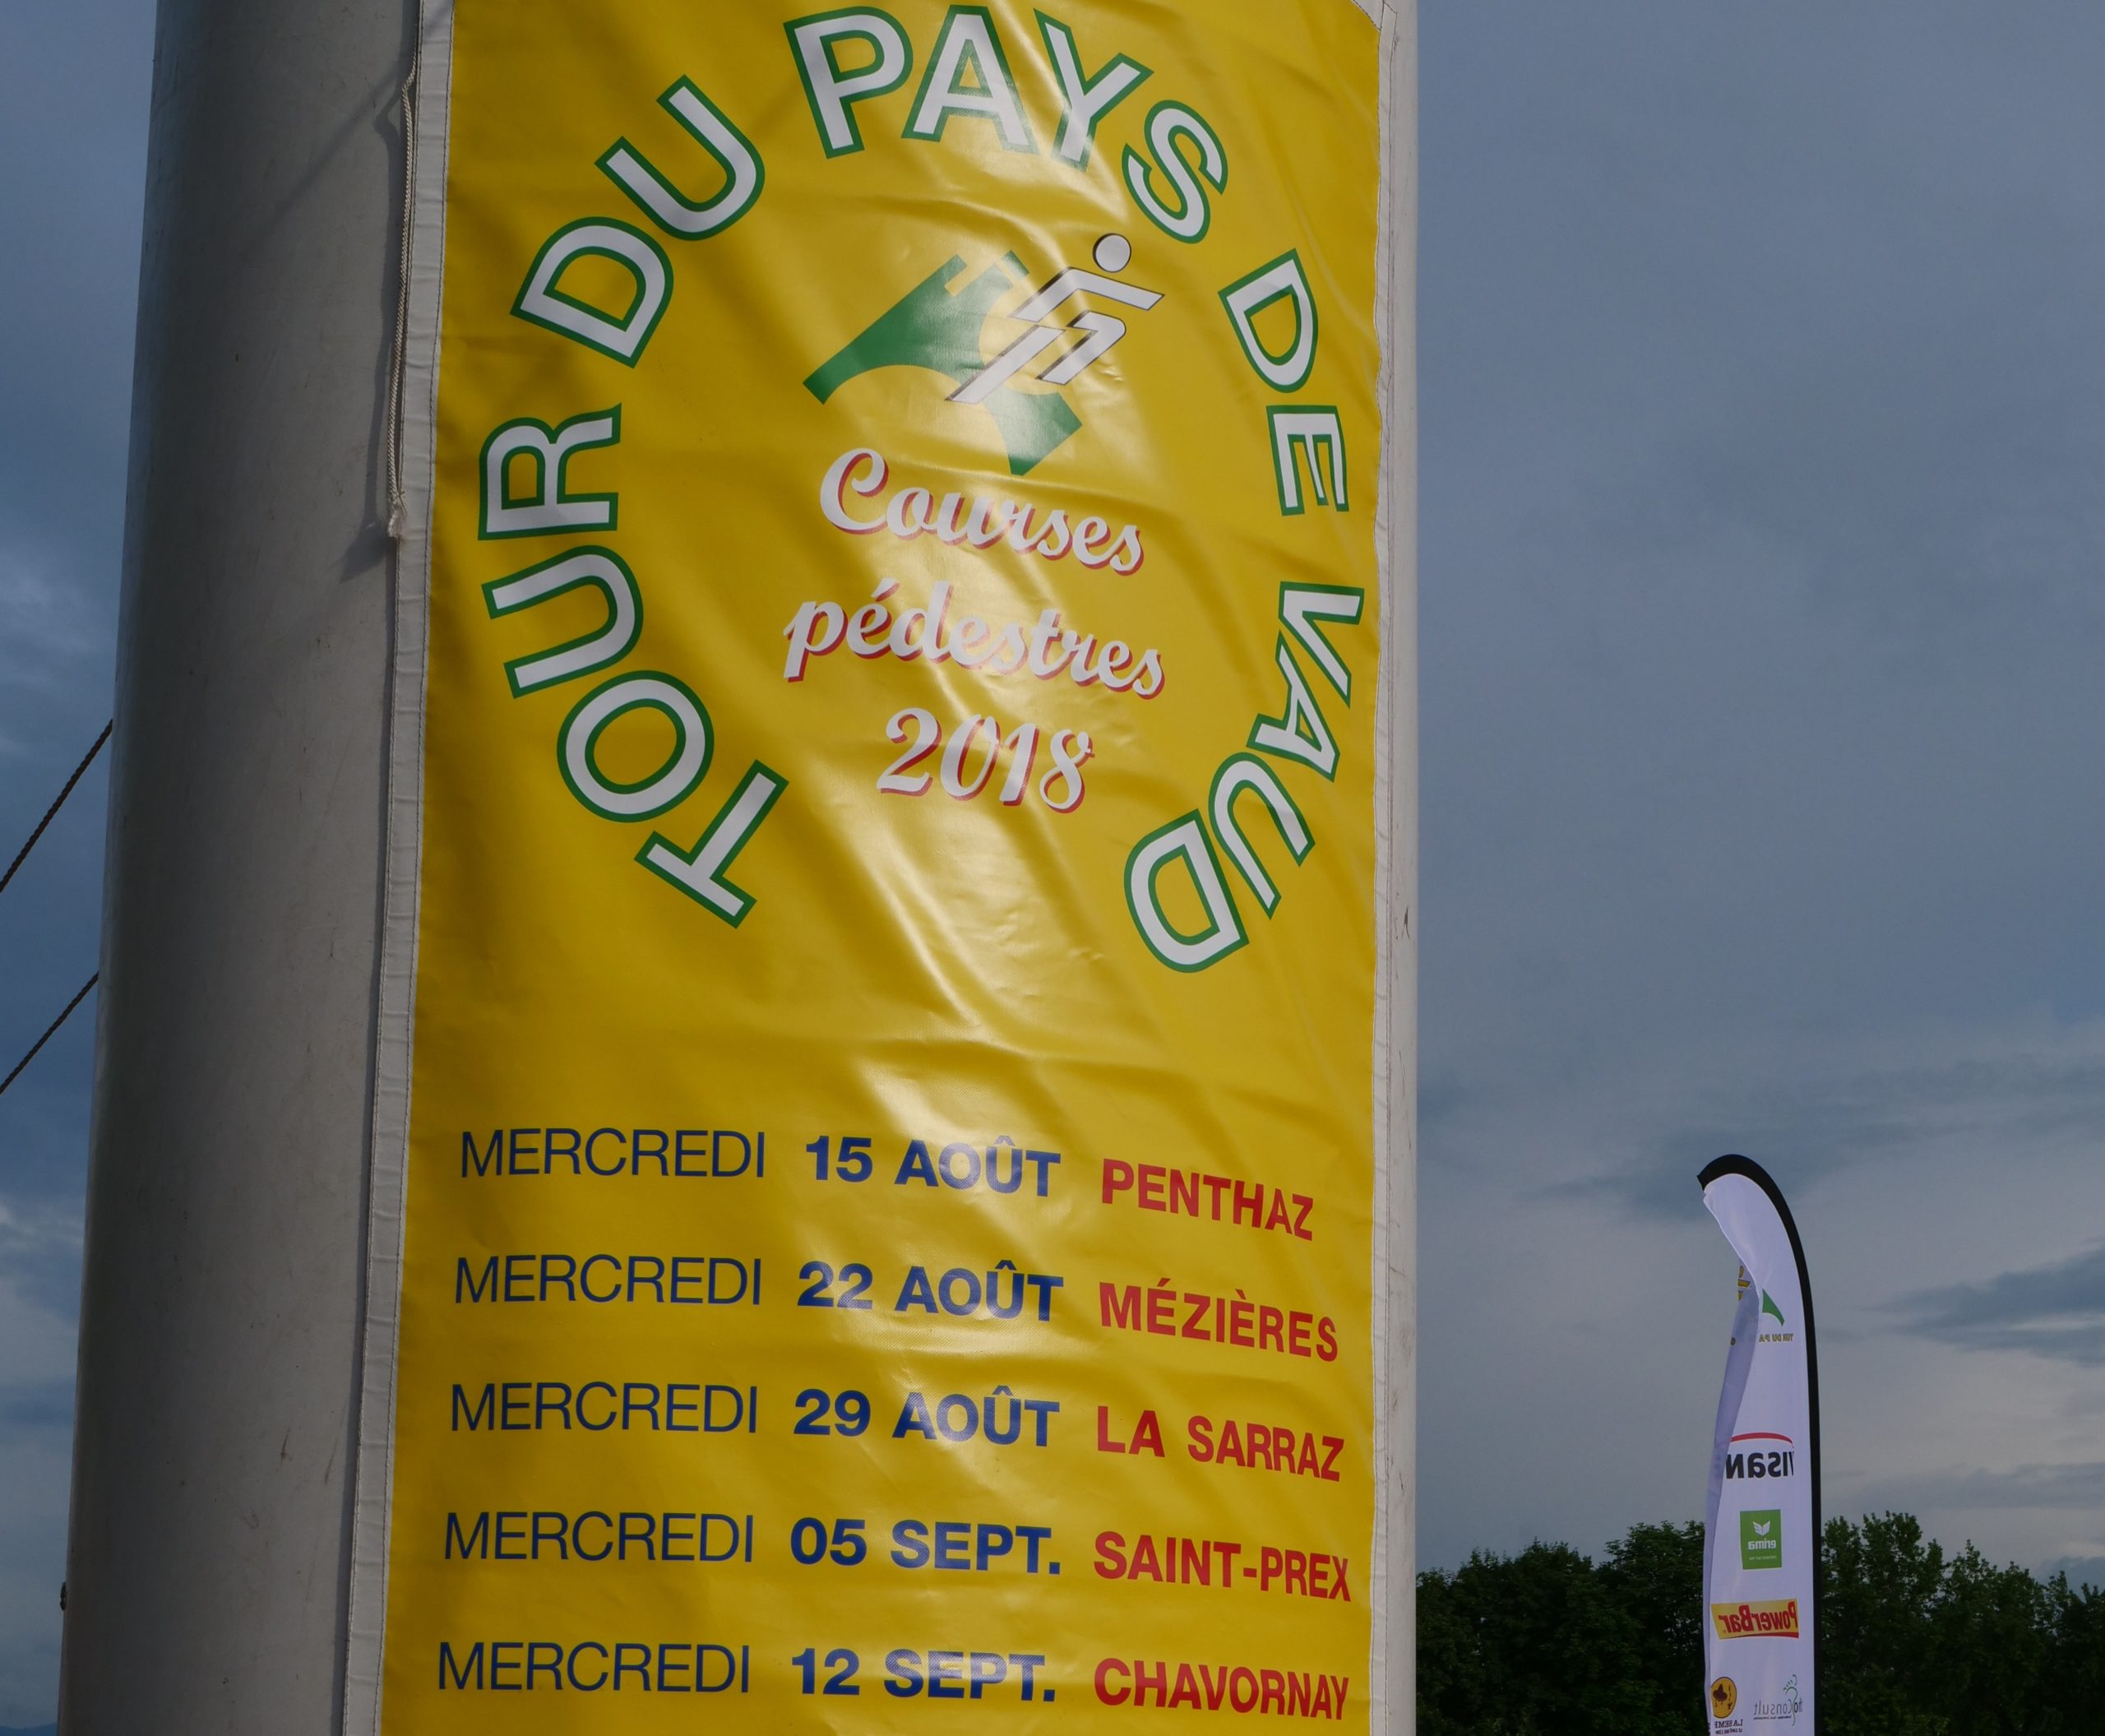 TOUR DU PAYS DE VAUD
Courses
pédestres
2018
MERCREDI 15 AOÛT PENTHAZ
MERCREDI 22 AOÛT MÉZIÈRES
MERCREDI 29 AOÛT LA SARRAZ
MERCREDI 05 SEPT. SAINT-PREX
MERCREDI 12 SEPT. CHAVORNAY
erima
PowerBar